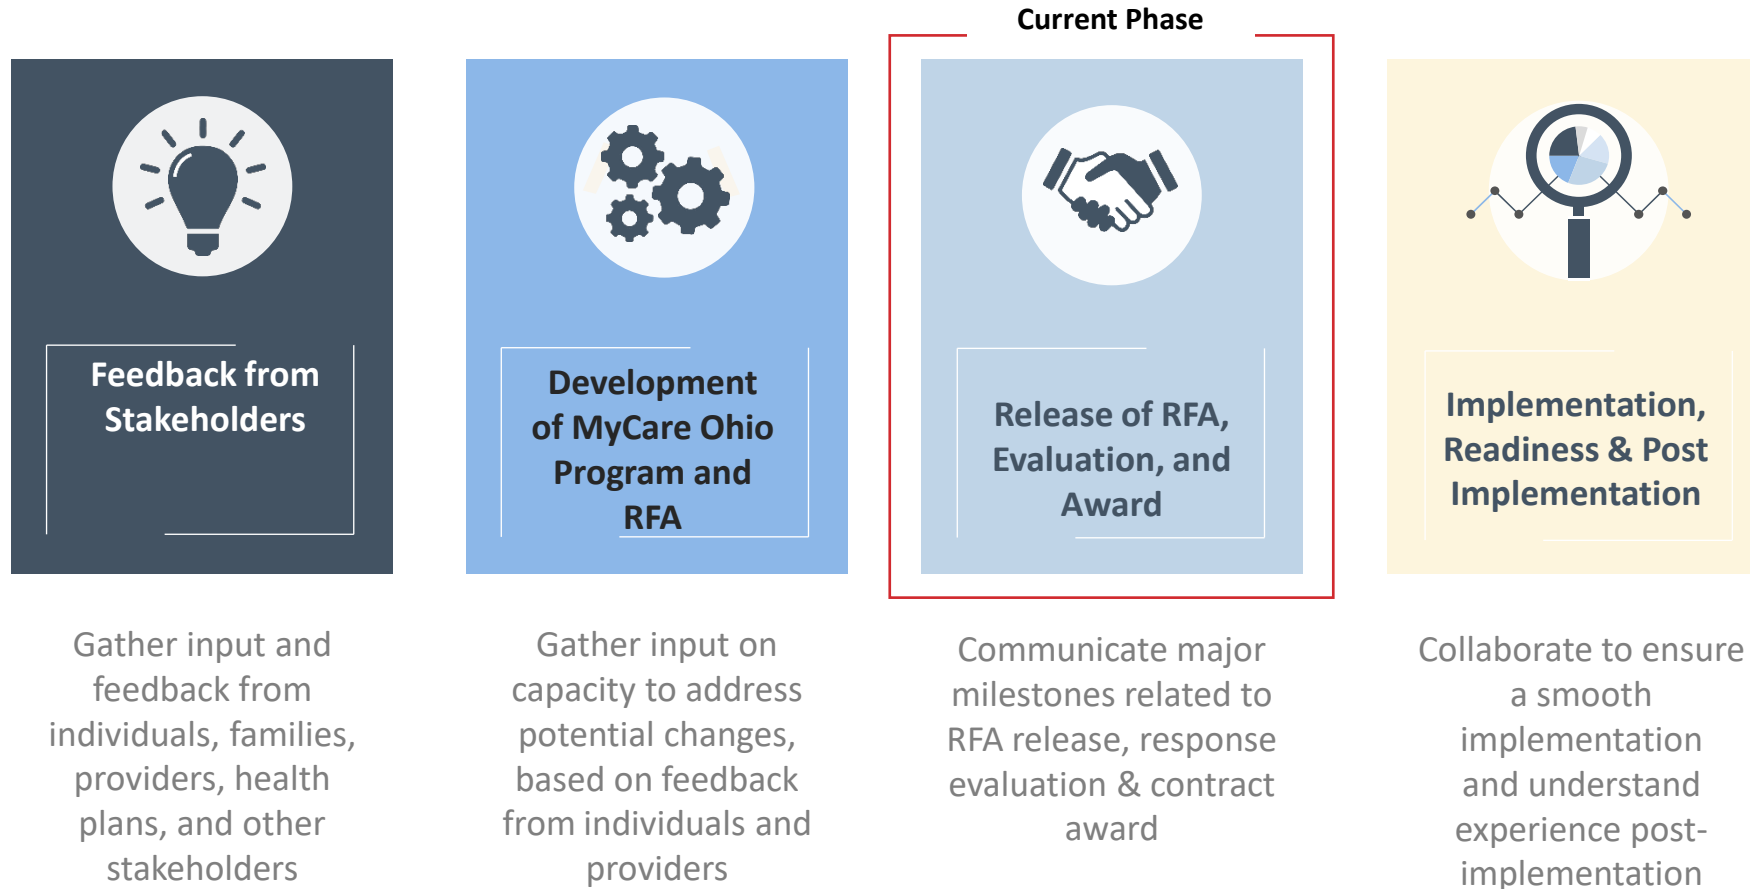 Current Phase
Feedback from
Stakeholders
Gather input and
feedback from
individuals, families,
providers, health
plans, and other
stakeholders
Development
of MyCare Ohio
Program and
RFA
Gather input on
capacity to address
potential changes,
based on feedback
from individuals and
providers
Release of RFA,
Evaluation, and
Award
Communicate major
milestones related to
RFA release, response
evaluation & contract
award
Implementation,
Readiness & Post
Implementation
Collaborate to ensure
a smooth
implementation
and understand
experience post-
implementation